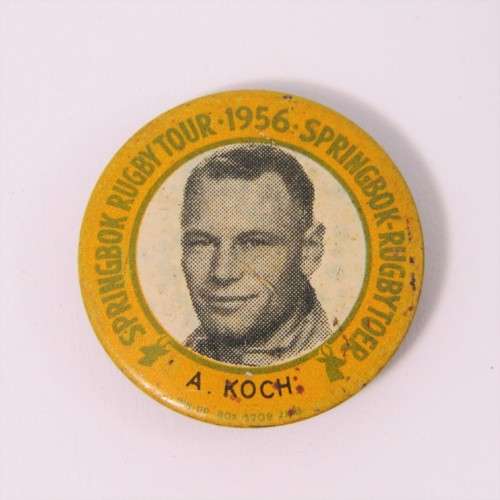 SPRINGBOK RUGBY TOUR · 1956 · SPRINGBOK-RUGBYTOER
A. KOCH